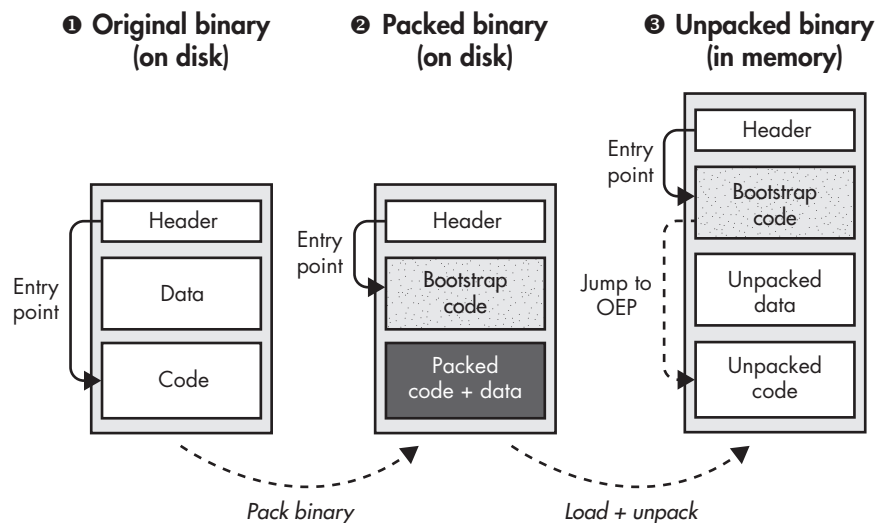 ❶ Original binary
(on disk)
❷ Packed binary
(on disk)
❸ Unpacked binary
(in memory)
Entry
point
Header
Data
Code
Entry
point
Header
Bootstrap
code
Packed
code + data
Entry
point
Header
Bootstrap
code
Jump to
OEP
Unpacked
data
Unpacked
code
Pack binary
Load + unpack